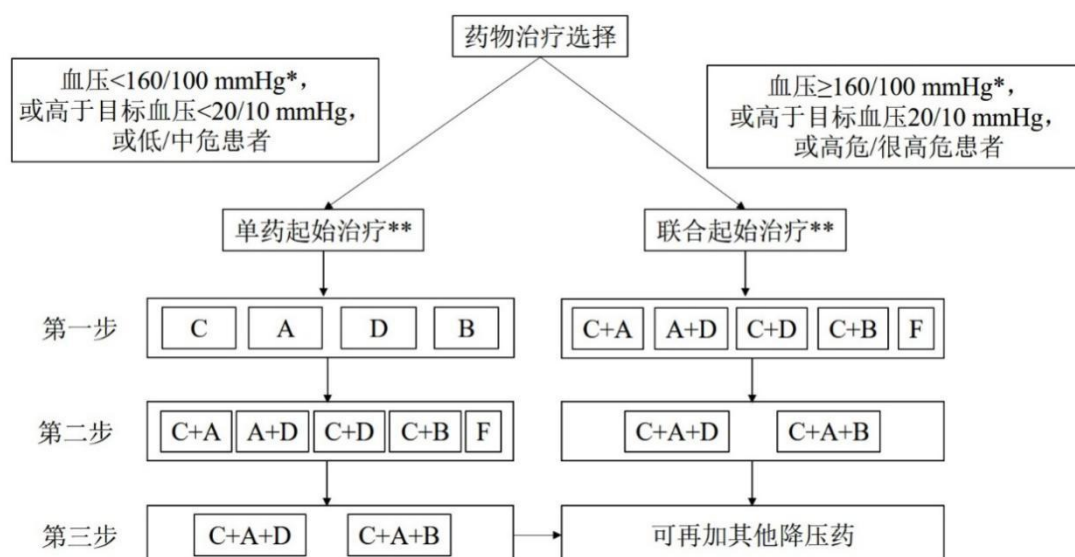 药物治疗选择
血压<160/100 mmHg*，
或高于目标血压<20/10 mmHg，
或低/中危患者
血压≥160/100 mmHg*，
或高于目标血压20/10 mmHg，
或高危/很高危患者
单药起始治疗**
联合起始治疗**
第一步
C A D B
C+A A+D C+D C+B F
第二步
C+A A+D C+D C+B F
C+A+D C+A+B
第三步
C+A+D C+A+B
可再加其他降压药